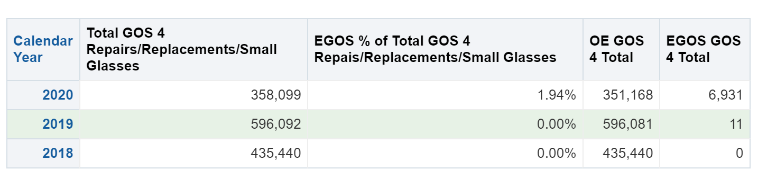 Calendar Year Total GOS 4 Repairs/Replacements/Small Glasses EGOS % of Total GOS 4 Repais/Replacements/Small Glasses OE GOS 4 Total EGOS GOS 4 Total
2020 358,099 1.94% 351,168 6,931
2019 596,092 0.00% 596,081 11
2018 435,440 0.00% 435,440 0